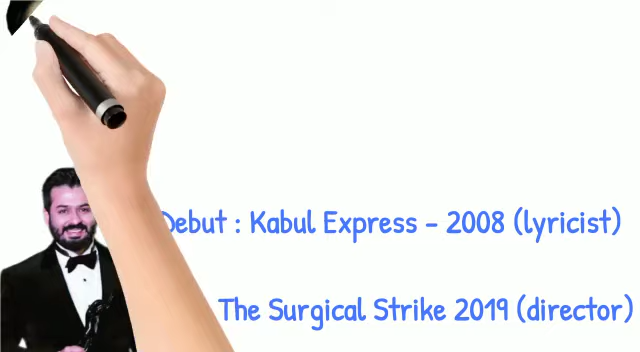 Debut : Kabul Express - 2008 (lyricist)
The Surgical Strike 2019 (director)